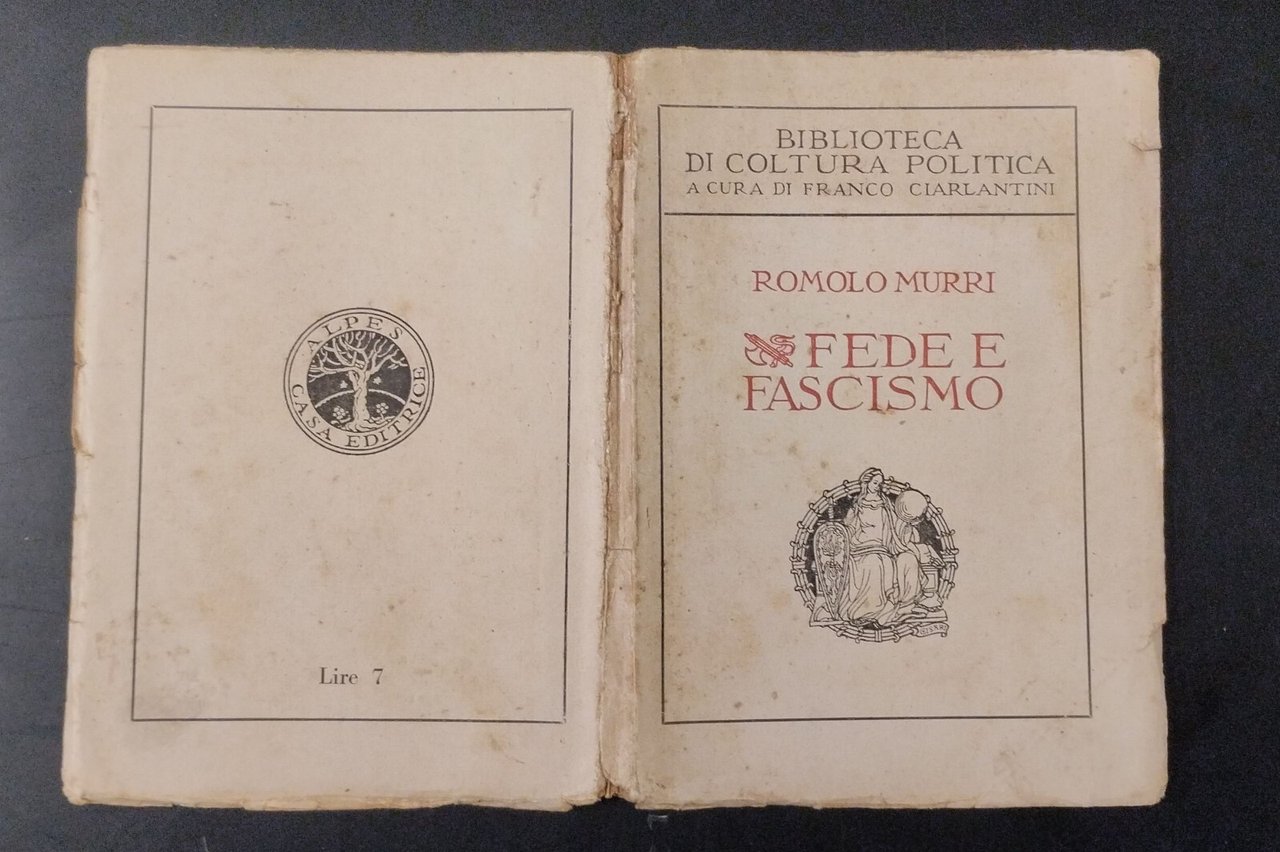 ALPES
CASA EDITRICE
Lire 7
BIBLIOTECA
DI COLTURA POLITICA
A CURA DI FRANCO CIARLANTINI
ROMOLO MURRI
FEDE E
FASCISMO